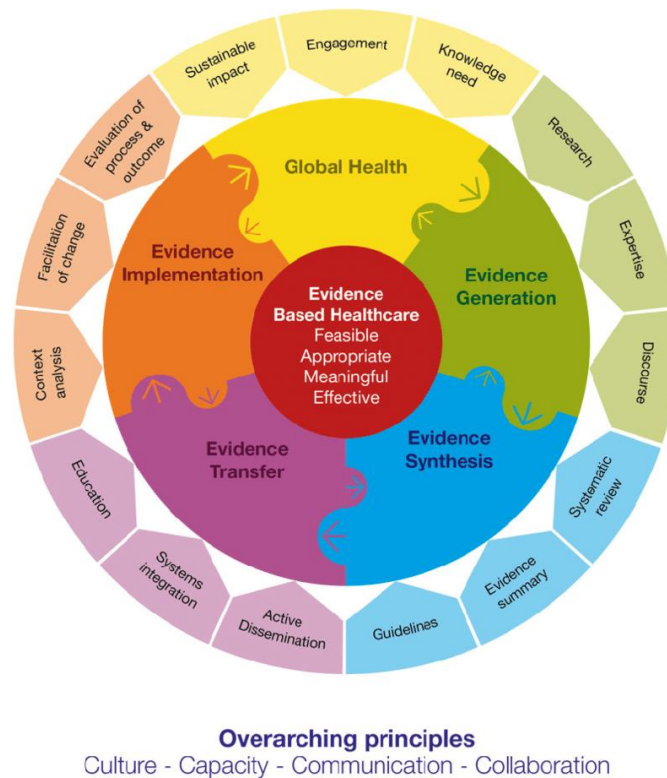 Engagement
Knowledge
need
Research
Expertise
Discourse
Systematic
review
Evidence
summary
Guidelines
Active
Dissemination
Systems
integration
Education
Context
analysis
Facilitation
of change
Evaluation of
process &
outcome
Sustainable
impact
Global Health
Evidence
Generation
Evidence
Synthesis
Evidence
Transfer
Evidence
Implementation
Evidence
Based Healthcare
Feasible
Appropriate
Meaningful
Effective
Overarching principles
Culture - Capacity - Communication - Collaboration